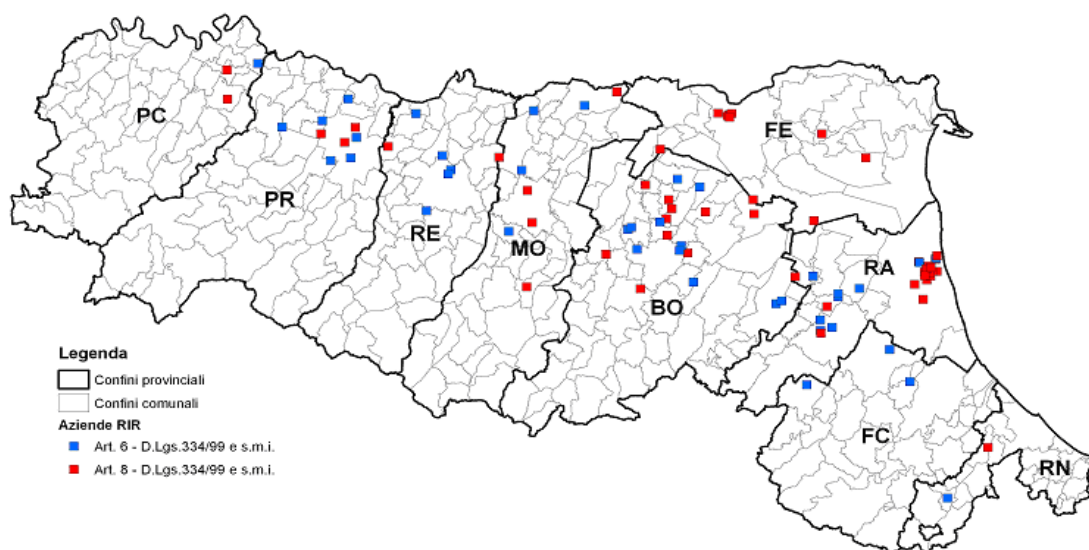 PC
PR
RE
MO
FE
BO
RA
FC
RN
Legenda
Confini provinciali
Confini comunali
Aziende RIR
Art. 6 - D.Lgs.334/99 e s.m.i.
Art. 8 - D.Lgs.334/99 e s.m.i.